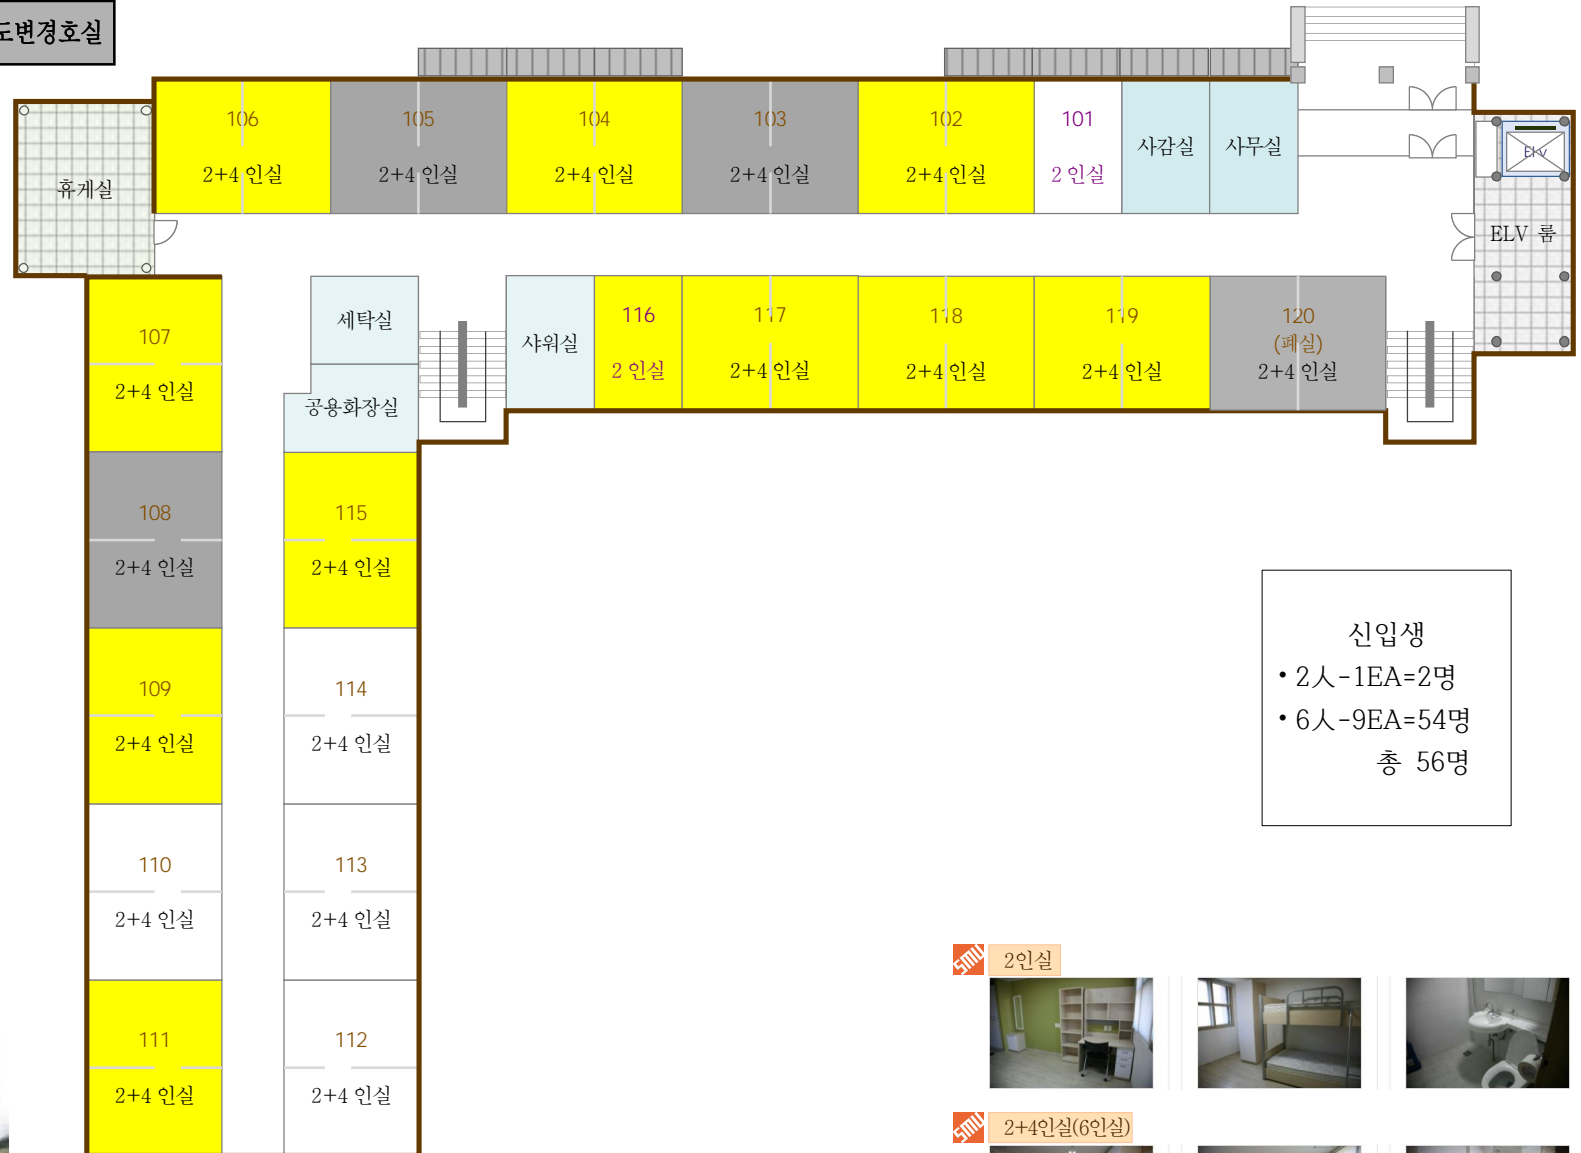 도변경호실
106
105
104
103
102
101
2+4 인실
2+4 인실
2+4 인실
2+4 인실
2+4 인실
2 인실
사감실
사무실
Elv
휴게실
ELV 룸
107
2+4 인실
세탁실
공용화장실
샤워실
116
2 인실
117
2+4 인실
118
2+4 인실
119
2+4 인실
120
(폐실)
2+4 인실
108
2+4 인실
115
2+4 인실
109
2+4 인실
114
2+4 인실
110
2+4 인실
113
2+4 인실
111
2+4 인실
112
2+4 인실
신입생
• 2人-1EA=2명
• 6人-9EA=54명
총 56명
SMU 2인실
SMU 2+4인실(6인실)